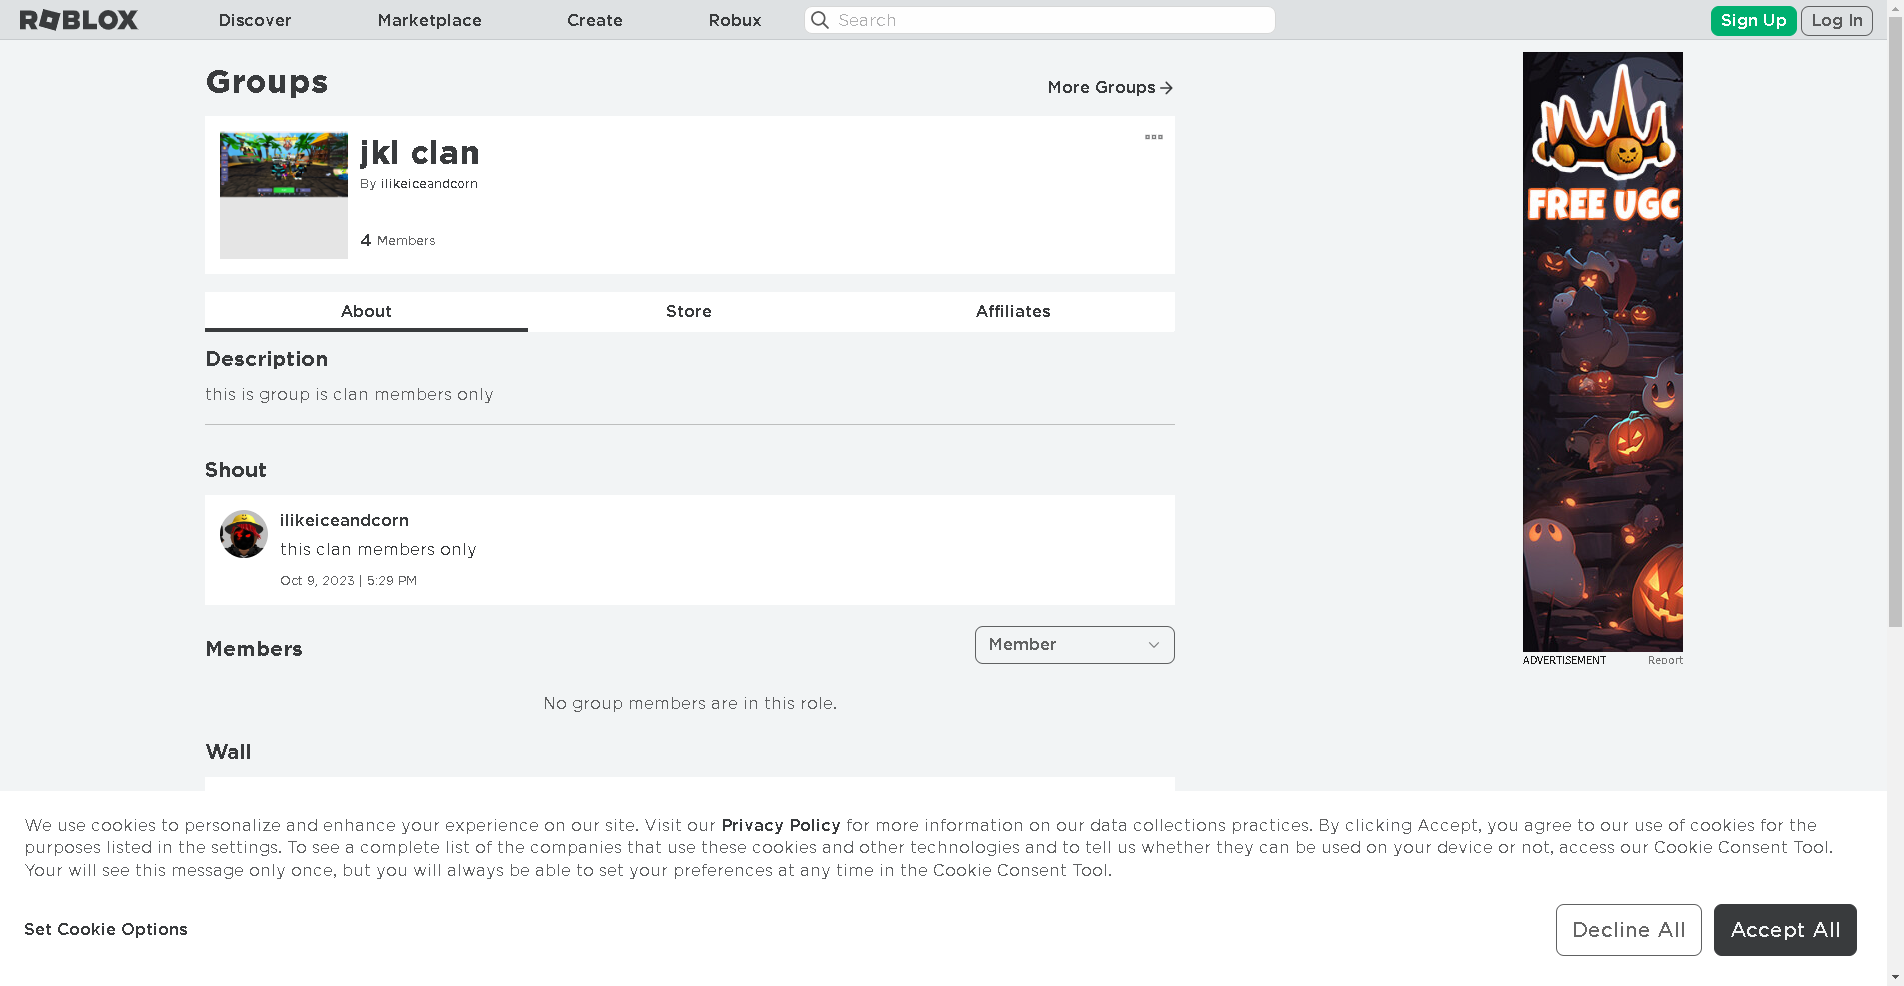 ROBLOX Discover Marketplace Create Robux Search Sign Up Log In
Groups
More Groups
jkl clan
By ilikeiceandcorn
4 Members
About Store Affiliates
Description
this is group is clan members only
Shout
ilikeiceandcorn
this clan members only
Oct 9, 2023 | 5:29 PM
Members
Member
No group members are in this role.
Wall
FREE UGC
ADVERTISEMENT Report
We use cookies to personalize and enhance your experience on our site. Visit our Privacy Policy for more information on our data collections practices. By clicking Accept, you agree to our use of cookies for the
purposes listed in the settings. To see a complete list of the companies that use these cookies and other technologies and to tell us whether they can be used on your device or not, access our Cookie Consent Tool.
Your will see this message only once, but you will always be able to set your preferences at any time in the Cookie Consent Tool.
Set Cookie Options
Decline All
Accept All